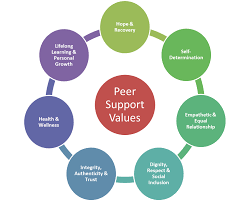 Hope &
Recovery
Self-
Determination
Empathetic &
Equal
Relationship
Dignity,
Respect &
Social
Inclusion
Integrity,
Authenticity &
Trust
Health &
Wellness
Lifelong
Learning &
Personal
Growth
Peer
Support
Values